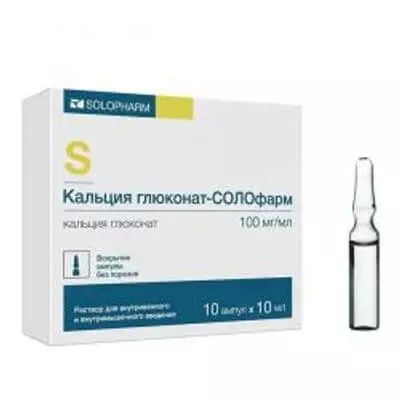 SOLOPHARM
S
Кальция глюконат-СОЛОфарм
кальция глюконат 100 мг/мл
Вскрытие
ампулы
без порезов
Раствор для внутривенного
и внутримышечного введения
10 ампул x 10 мл